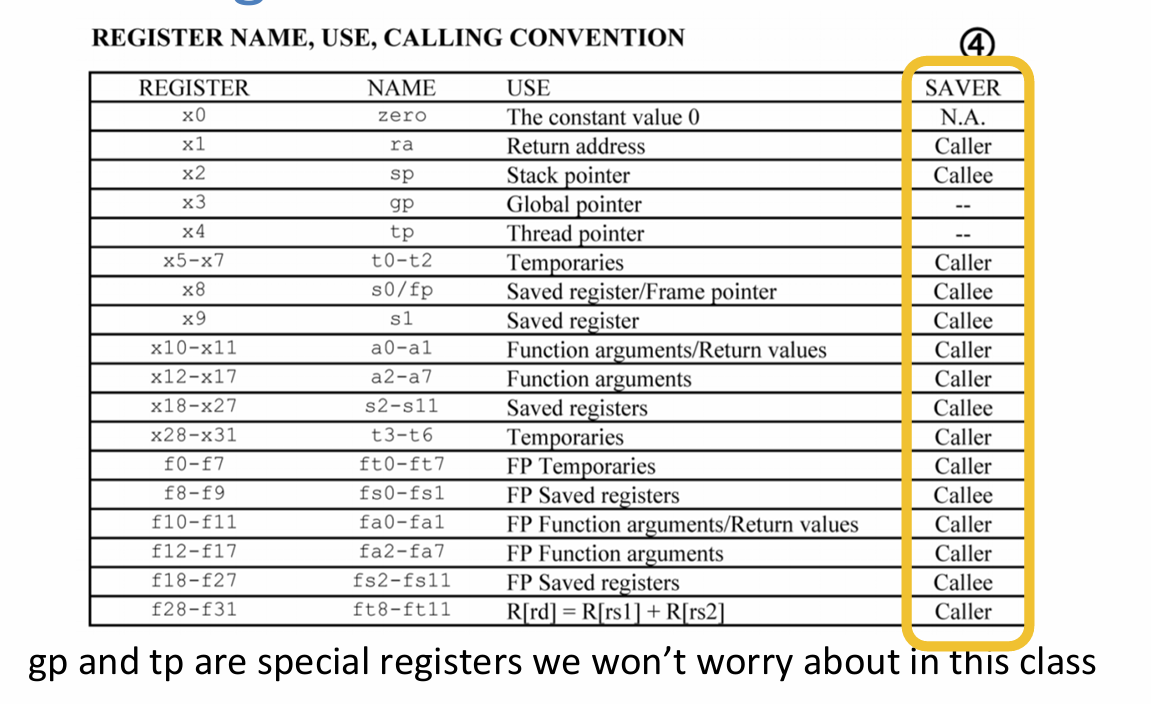 REGISTER NAME, USE, CALLING CONVENTION ④
REGISTER NAME USE SAVER
x0 zero The constant value 0 N.A.
x1 ra Return address Caller
x2 sp Stack pointer Callee
x3 gp Global pointer --
x4 tp Thread pointer --
x5-x7 t0-t2 Temporaries Caller
x8 s0/fp Saved register/Frame pointer Callee
x9 s1 Saved register Callee
x10-x11 a0-a1 Function arguments/Return values Caller
x12-x17 a2-a7 Function arguments Caller
x18-x27 s2-s11 Saved registers Callee
x28-x31 t3-t6 Temporaries Caller
f0-f7 ft0-ft7 FP Temporaries Caller
f8-f9 fs0-fs1 FP Saved registers Callee
f10-f11 fa0-fa1 FP Function arguments/Return values Caller
f12-f17 fa2-fa7 FP Function arguments Caller
f18-f27 fs2-fs11 FP Saved registers Callee
f28-f31 ft8-ft11 R[rd] = R[rs1] + R[rs2] Caller
gp and tp are special registers we won’t worry about in this class